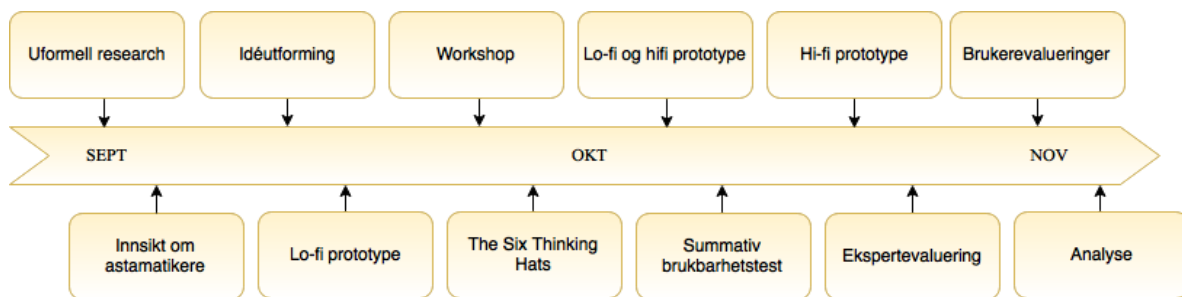 Uformell research
Idéutforming
Workshop
Lo-fi og hifi prototype
Hi-fi prototype
Brukerevalueringer
SEPT
OKT
NOV
Innsikt om
astamatikere
Lo-fi prototype
The Six Thinking
Hats
Summativ
brukbarhetstest
Ekspertevaluering
Analyse